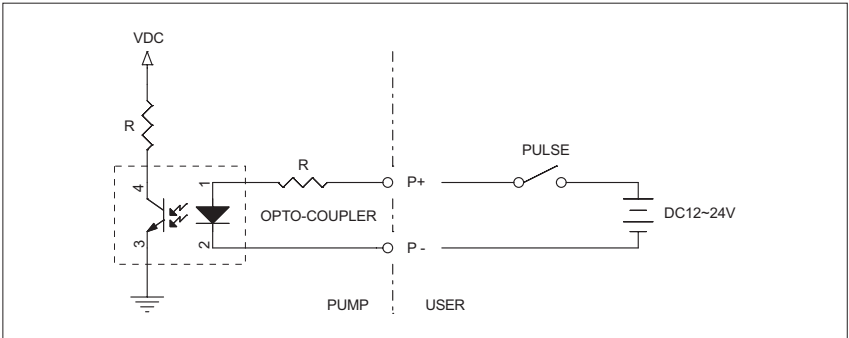 VDC
R
PULSE
4
1
R
P+
OPTO-COUPLER
DC12~24V
3
2
P -
PUMP
USER